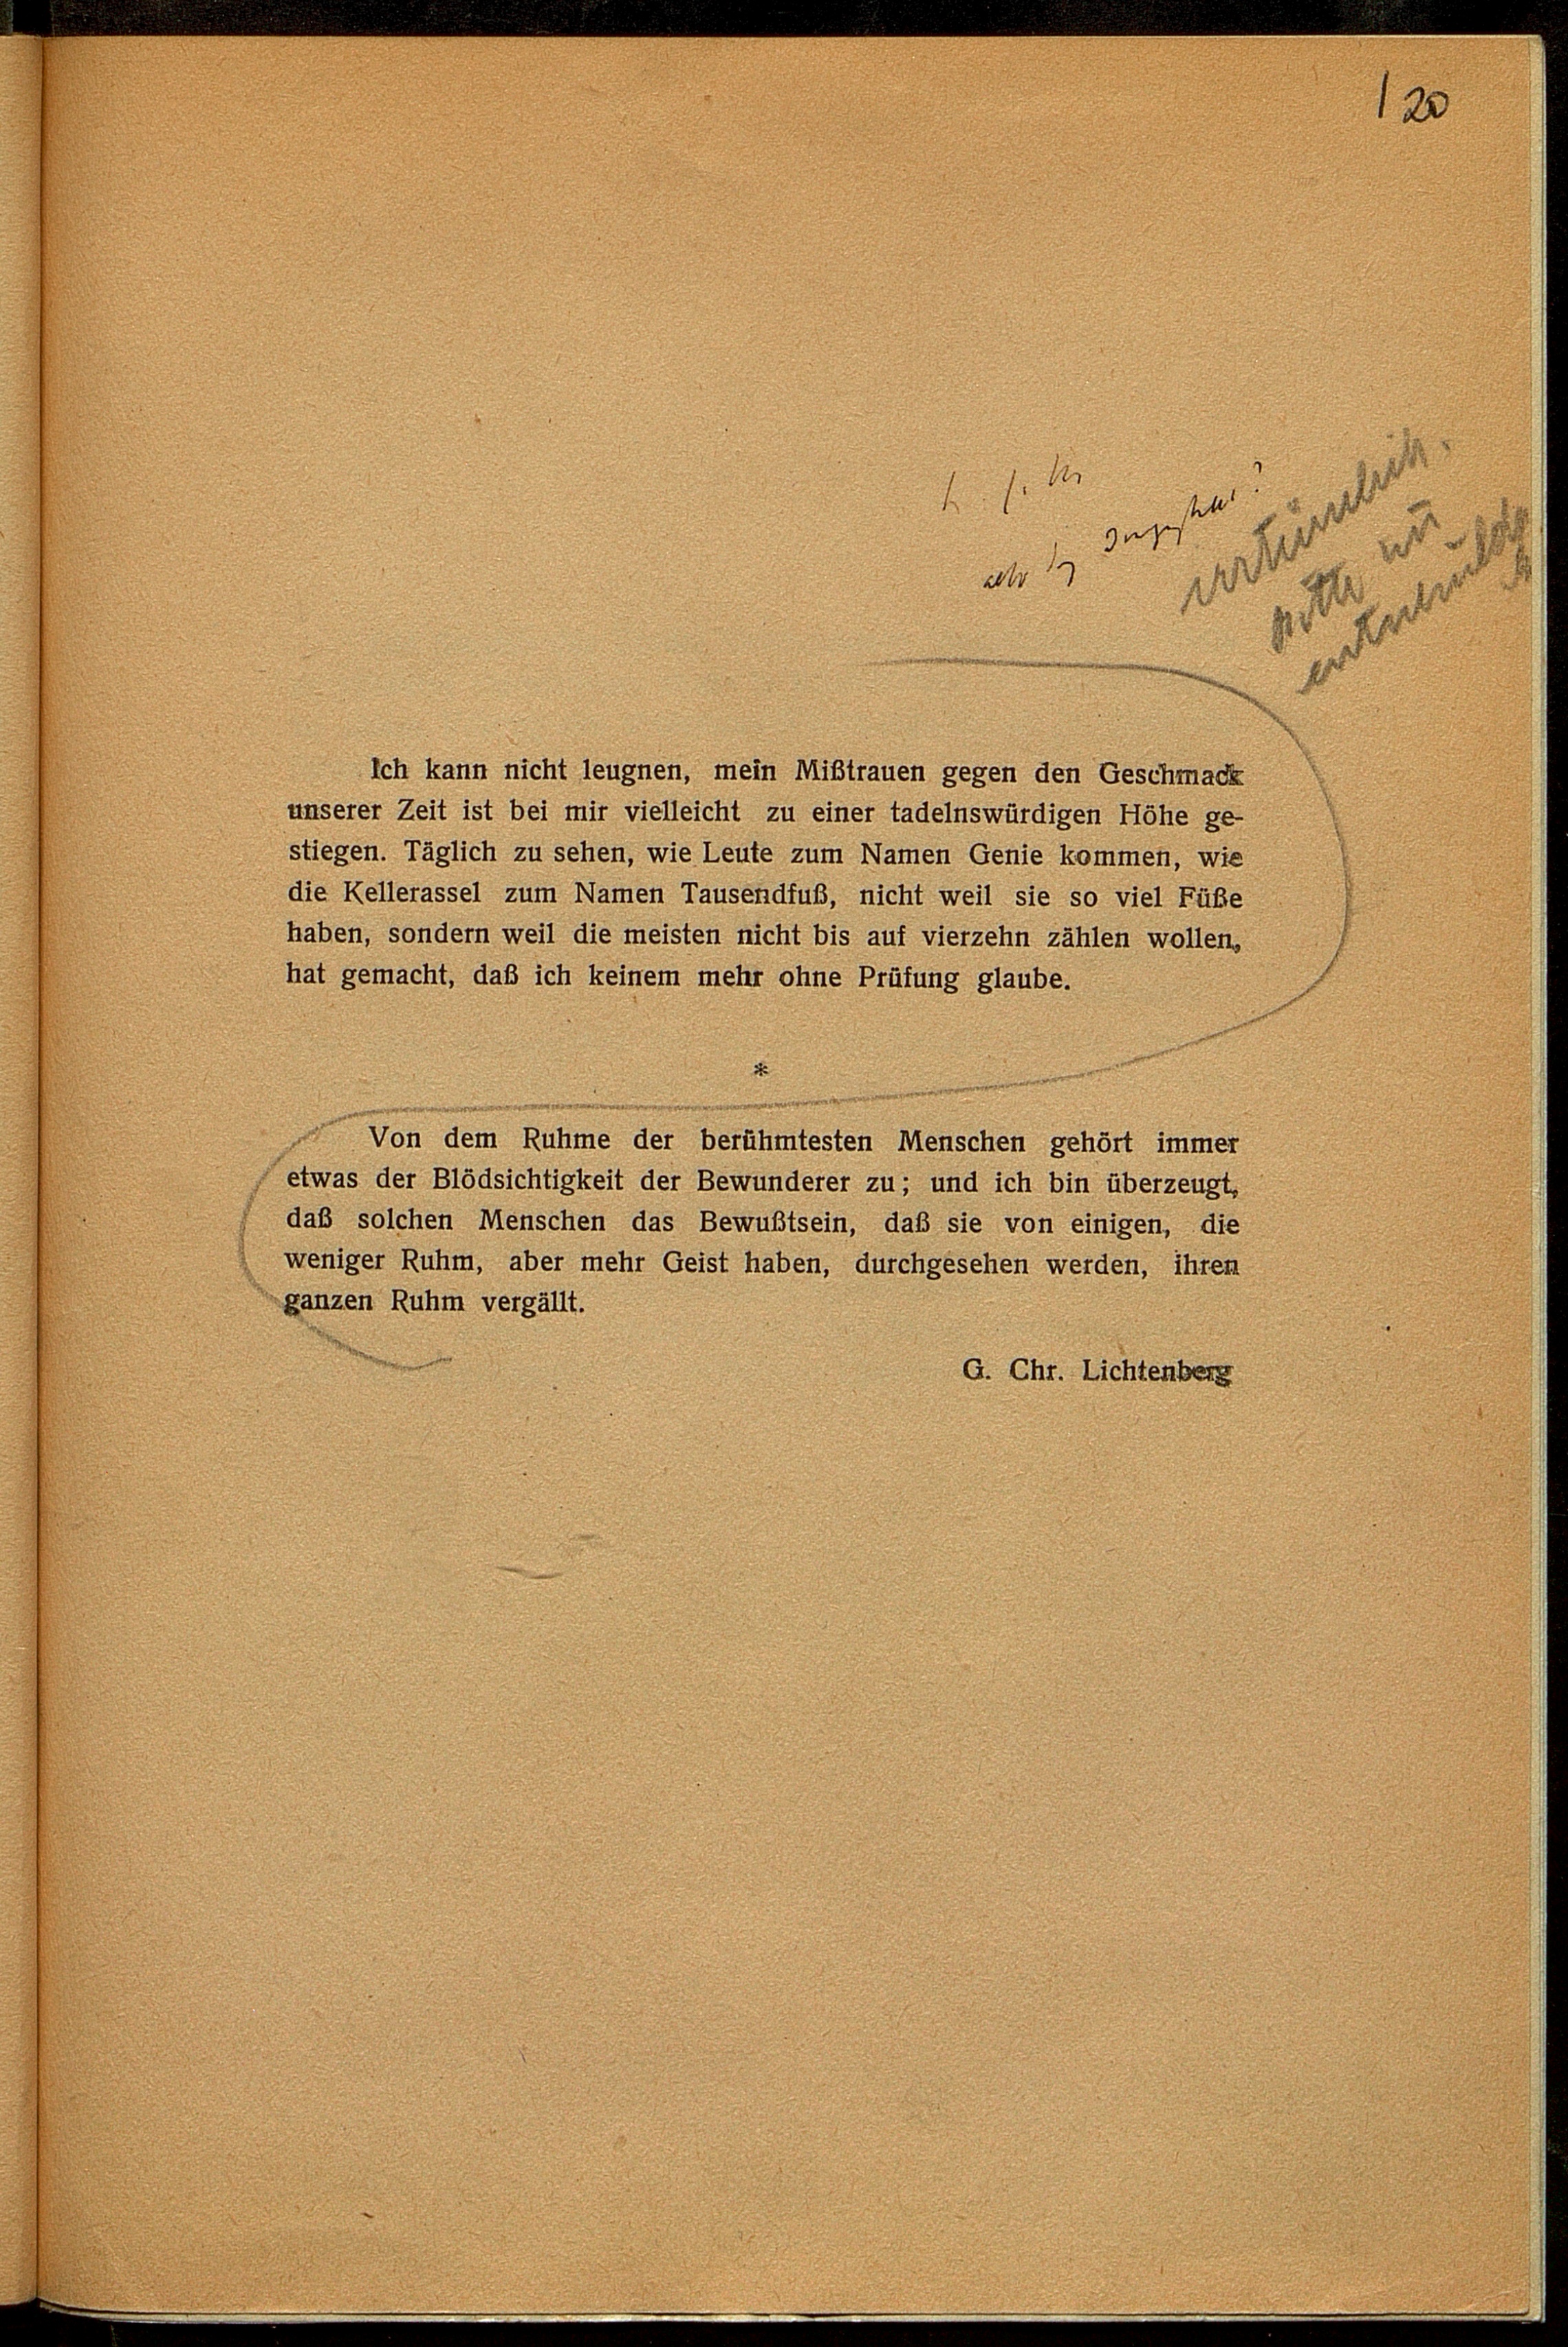 20
irrtümlich.
bitte zu
entschuldigen
Ich kann nicht leugnen, mein Mißtrauen gegen den Geschmack
unserer Zeit ist bei mir vielleicht zu einer tadelnswürdigen Höhe ge-
stiegen. Täglich zu sehen, wie Leute zum Namen Genie kommen, wie
die Kellerassel zum Namen Tausendfuß, nicht weil sie so viel Füße
haben, sondern weil die meisten nicht bis auf vierzehn zählen wollen,
hat gemacht, daß ich keinem mehr ohne Prüfung glaube.
*
Von dem Ruhme der berühmtesten Menschen gehört immer
etwas der Blödsichtigkeit der Bewunderer zu; und ich bin überzeugt,
daß solchen Menschen das Bewußtsein, daß sie von einigen, die
weniger Ruhm, aber mehr Geist haben, durchgesehen werden, ihren
ganzen Ruhm vergällt.
G. Chr. Lichtenberg